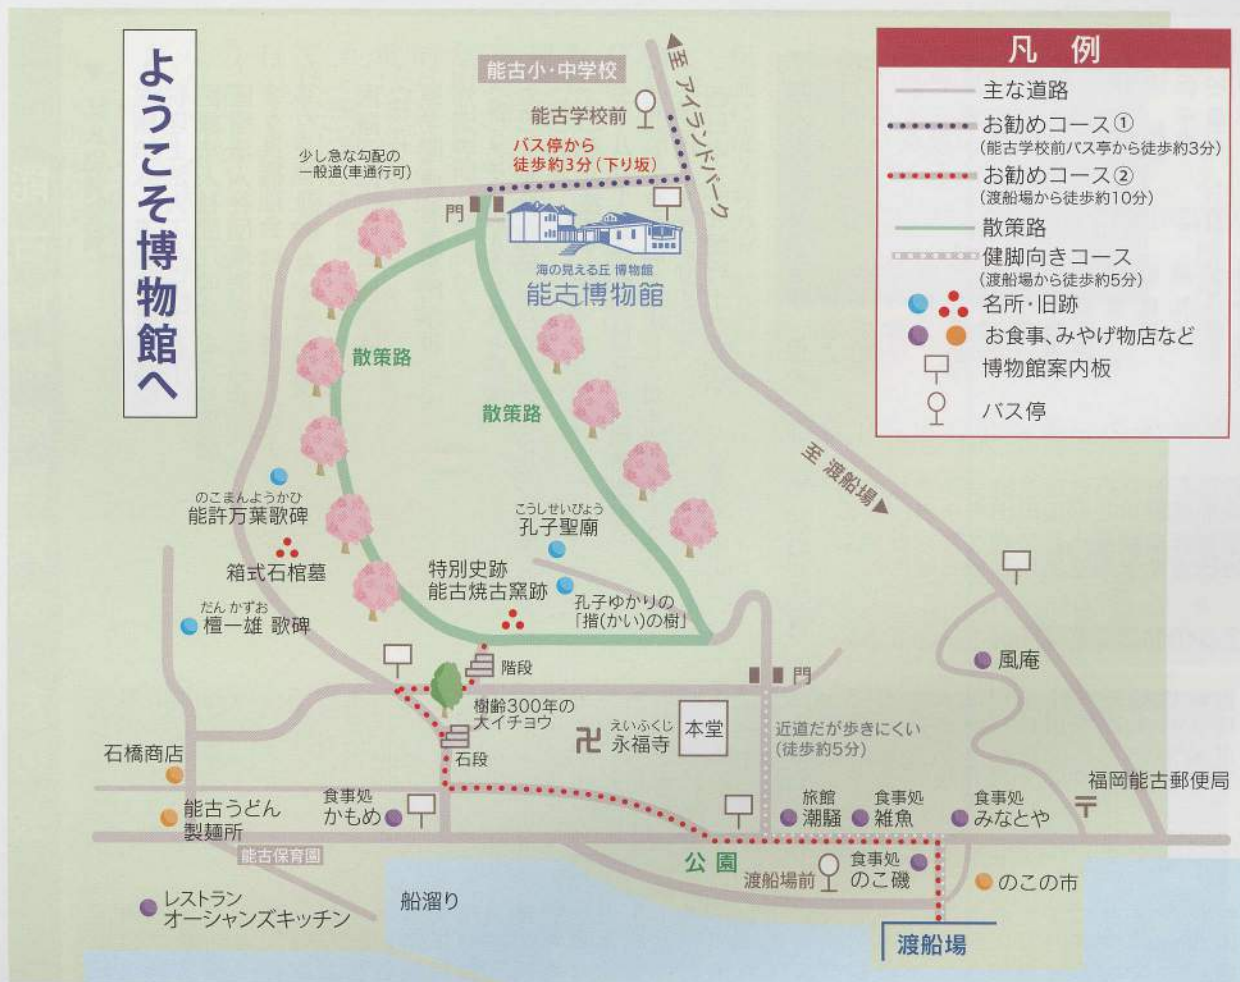 ようこそ博物館へ
能古小・中学校
能古学校前
至 アイランドパーク
バス停から
徒歩約3分(下り坂)
少し急な勾配の
一般道(車通行可)
門
海の見える丘 博物館
能古博物館
散策路
散策路
至 渡船場
のこまんようかひ
能許万葉歌碑
箱式石棺墓
だん かずお
檀一雄 歌碑
こうしせいびょう
孔子聖廟
特別史跡
能古焼古窯跡
孔子ゆかりの
「揩(かい)の樹」
階段
樹齢300年の
大イチョウ
石段
えいふくじ
卍 永福寺
本堂
門
近道だが歩きにくい
(徒歩約5分)
風庵
石橋商店
能古うどん
製麺所
食事処
かもめ
旅館
潮騒
食事処
雑魚
食事処
みなとや
福岡能古郵便局
〒
能古保育園
公園
渡船場前
食事処
のこ磯
のこの市
レストラン
オーシャンズキッチン
船溜り
渡船場
凡 例
主な道路
お勧めコース①
(能古学校前バス亭から徒歩約3分)
お勧めコース②
(渡船場から徒歩約10分)
散策路
健脚向きコース
(渡船場から徒歩約5分)
名所・旧跡
お食事、みやげ物店など
博物館案内板
バス停